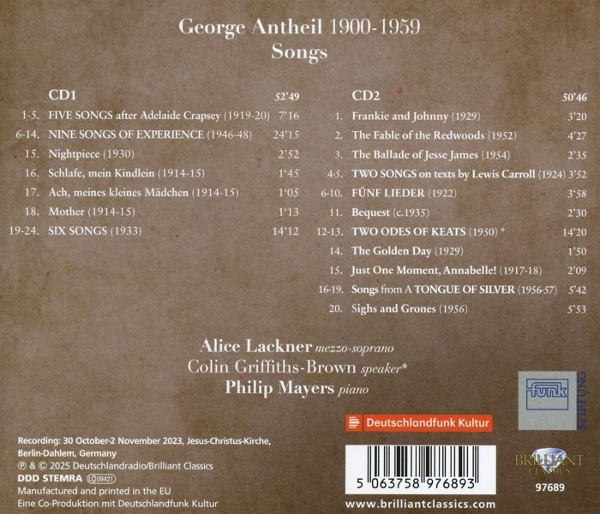 George Antheil 1900-1959
Songs
CD1 52'49
1-5. FIVE SONGS after Adelaide Crapsey (1919-20) 7'16
6-14. NINE SONGS OF EXPERIENCE (1946-48) 24'15
15. Nightpiece (1930) 2'52
16. Schlafe, mein Kindlein (1914-15) 1'45
17. Ach, meines kleines Mädchen (1914-15) 1'05
18. Mother (1914-15) 1'13
19-24. SIX SONGS (1933) 14'12
CD2 50'46
1. Frankie and Johnny (1929) 3'20
2. The Fable of the Redwoods (1952) 4'27
3. The Ballade of Jesse James (1954) 2'35
4-5. TWO SONGS on texts by Lewis Carroll (1924) 3'52
6-10. FÜNF LIEDER (1922) 3'58
11. Bequest (c.1935) 2'30
12-13. TWO ODES OF KEATS (1950) * 14'20
14. The Golden Day (1929) 1'50
15. Just One Moment, Annabelle! (1917-18) 2'09
16-19. Songs from A TONGUE OF SILVER (1956-57) 5'42
20. Sighs and Grones (1956) 5'53
Alice Lackner mezzo-soprano
Colin Griffiths-Brown speaker*
Philip Mayers piano
funk
STIFTUNG
Deutschlandfunk Kultur
Recording: 30 October-2 November 2023, Jesus-Christus-Kirche,
Berlin-Dahlem, Germany
℗ & © 2025 Deutschlandradio/Brilliant Classics
DDD STEMRA LC 09421
Manufactured and printed in the EU
Eine Co-Produktion mit Deutschlandfunk Kultur
5 063758 976893
www.brilliantclassics.com
BRILLIANT
CLASSICS
97689